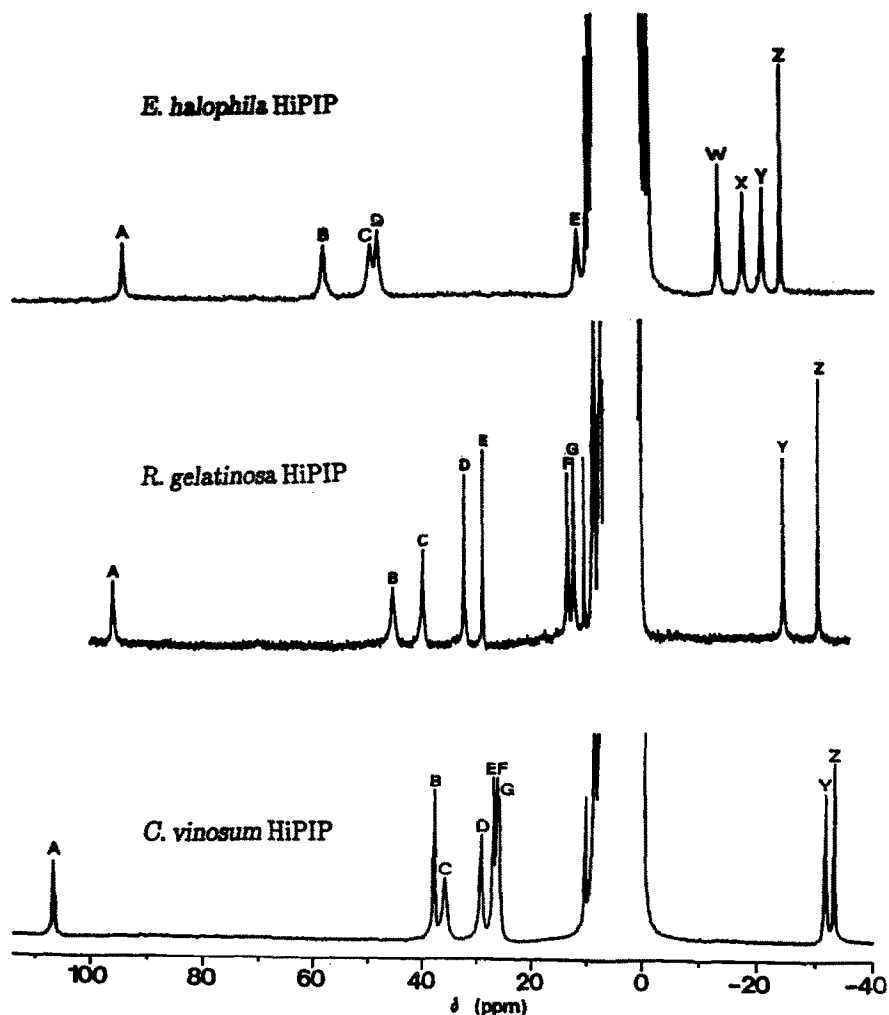 E. halophila HiPIP
A
B
C
D
E
W
X
Y
Z
R. gelatinosa HiPIP
A
B
C
D
E
F
G
Y
Z
C. vinosum HiPIP
A
B
C
D
E F
G
Y
Z
100 80 60 40 20 0 -20 -40
δ (ppm)